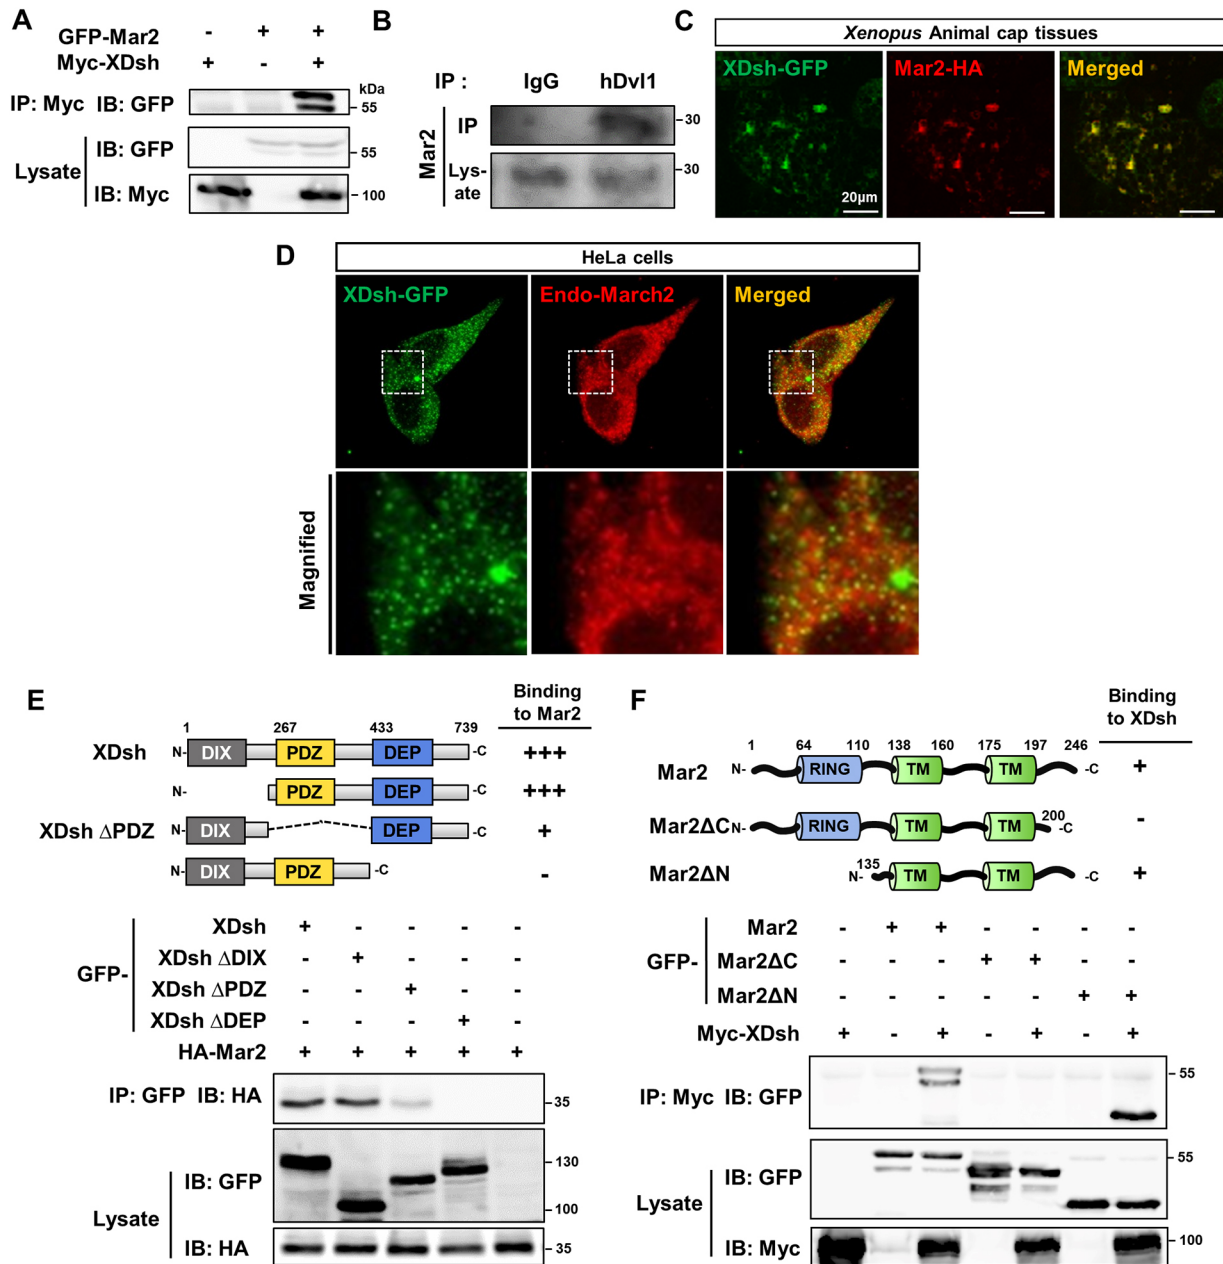 A
GFP-Mar2 - + +
Myc-XDsh + - +
kDa
IP: Myc IB: GFP
55
Lysate
IB: GFP
55
IB: Myc
100
B
IP : IgG hDvl1
Mar2
IP
30
Lys-
ate
30
C
Xenopus Animal cap tissues
XDsh-GFP Mar2-HA Merged
20μm
D
HeLa cells
XDsh-GFP Endo-March2 Merged
Magnified
E
Binding
to Mar2
1 267 433 739
XDsh N- DIX PDZ DEP -C +++
N- PDZ DEP -C +++
XDsh ΔPDZ N- DIX DEP -C +
N- DIX PDZ -C -
GFP-
XDsh + - - - -
XDsh ΔDIX - + - - -
XDsh ΔPDZ - - + - -
XDsh ΔDEP - - - + -
HA-Mar2 + + + + +
IP: GFP IB: HA
35
Lysate
IB: GFP
130
100
IB: HA
35
F
Binding
to XDsh
1 64 110 138 160 175 197 246
Mar2 N- RING TM TM -C +
Mar2ΔC N- RING TM TM 200 -C -
Mar2ΔN N- 135 TM TM -C +
GFP-
Mar2 - + + - - - -
Mar2ΔC - - - + + - -
Mar2ΔN - - - - - + +
Myc-XDsh + - + - + - +
IP: Myc IB: GFP
55
Lysate
IB: GFP
55
IB: Myc
100